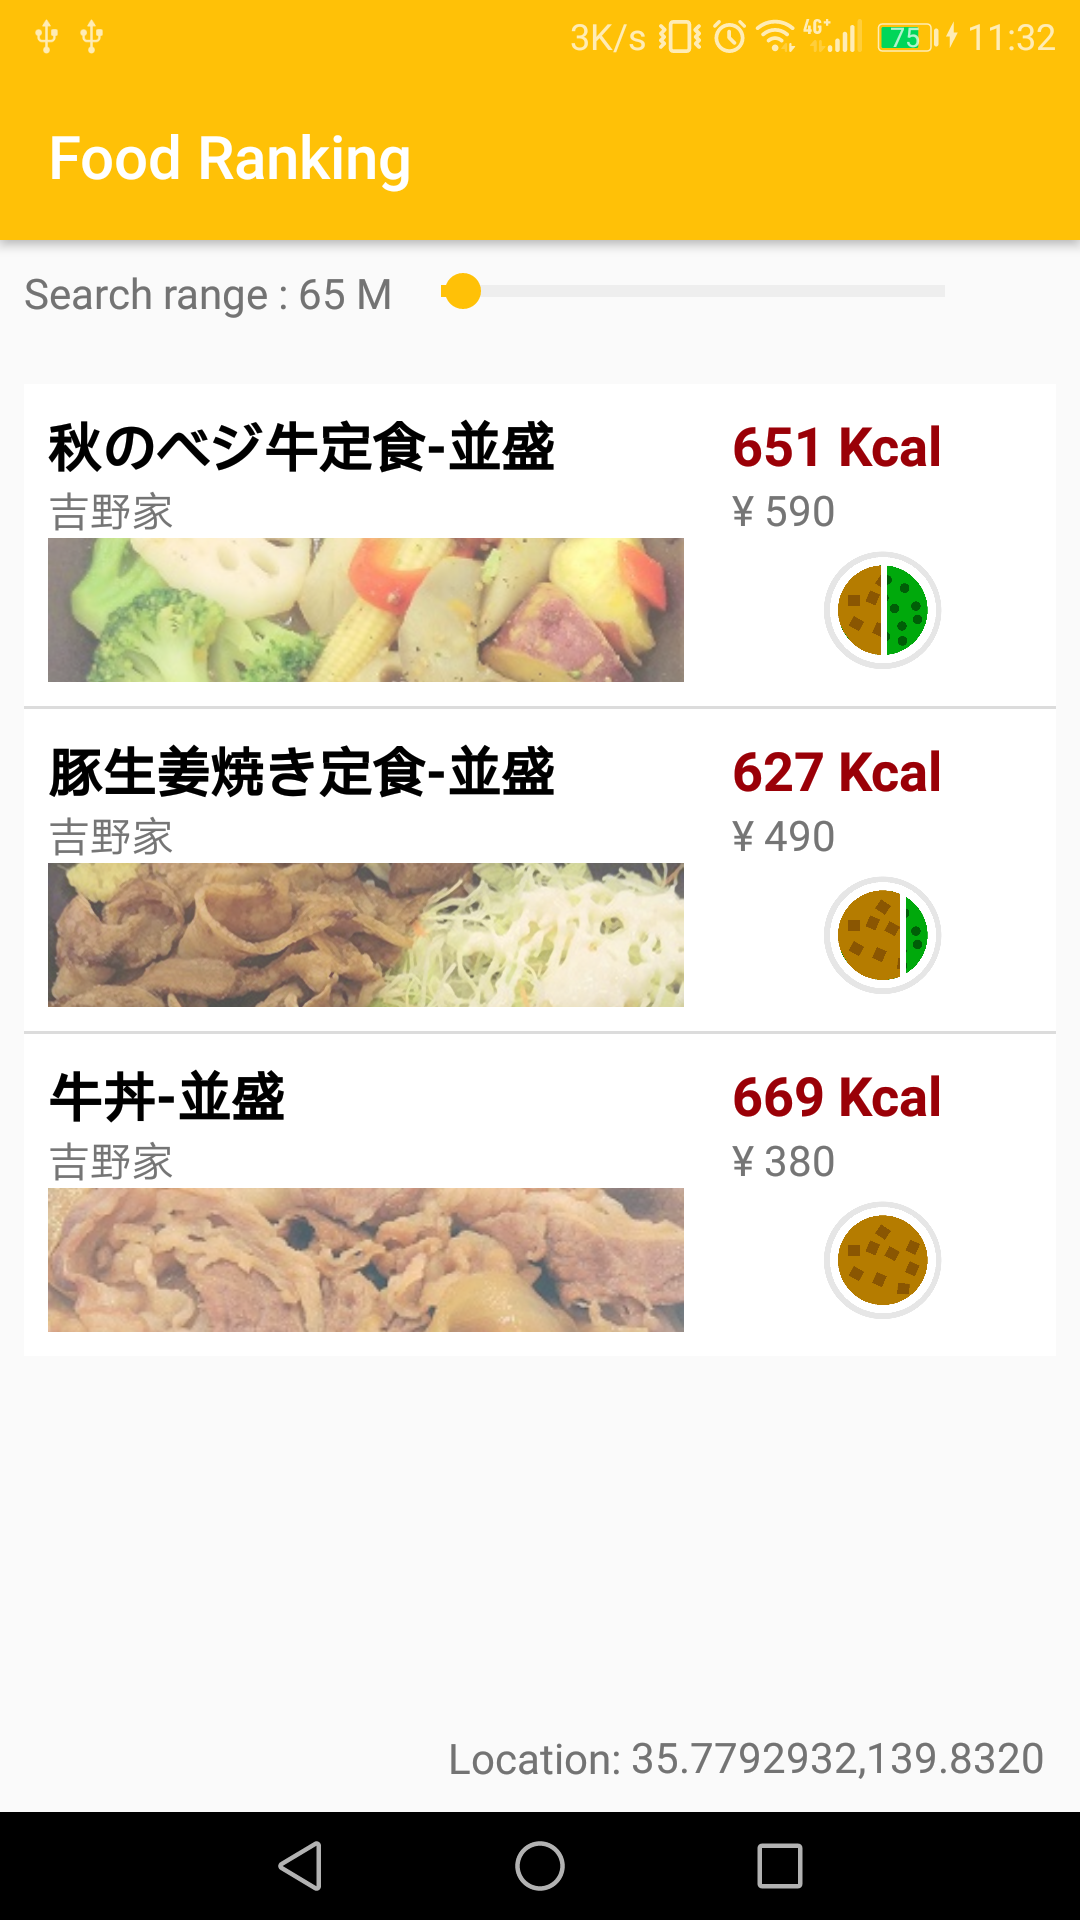 3K/s 4G+ 75 11:32
Food Ranking
Search range : 65 M
秋のベジ牛定食-並盛 651 Kcal
吉野家 ¥ 590
豚生姜焼き定食-並盛 627 Kcal
吉野家 ¥ 490
牛丼-並盛 669 Kcal
吉野家 ¥ 380
Location: 35.7792932,139.8320